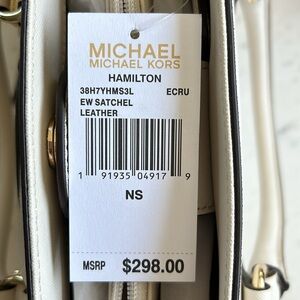 MICHAEL
MICHAEL KORS
HAMILTON
38H7YHMS3L ECRU
EW SATCHEL
LEATHER
1 91935 04917 9
NS
MSRP $298.00